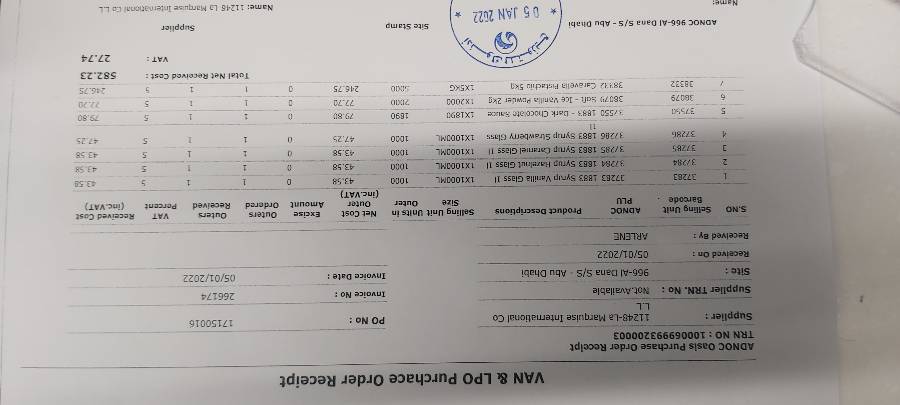 VAN & LPO Purchace Order Receipt
ADNOC Oasis Purchase Order Receipt
TRN NO : 100069993200003
Supplier : 11248-La Marquise International Co L.L PO No : 17150016
Supplier TRN. No : Not.Available Invoice No : 266174
Site : 966-Al Dana S/S - Abu Dhabi Invoice Date : 05/01/2022
Received On : 05/01/2022
Received By : ARLENE
S.NO Selling Unit Barcode ADNOC PLU Product Descriptions Selling Unit Size Units in Outer Net Cost Outer (inc.VAT) Excise Amount Outers Ordered Outers Received VAT Percent Received Cost (inc.VAT)
1 37283 37283 1883 Syrup Vanilla Glass 1l 1X1000ML 1000 43.58 0 1 1 5 43.58
2 37284 37284 1883 Syrup Hazelnut Glass 1l 1X1000ML 1000 43.58 0 1 1 5 43.58
3 37285 37285 1883 Syrup Caramel Glass 1l 1X1000ML 1000 43.58 0 1 1 5 43.58
4 37286 37286 1883 Syrup Strawberry Glass 1l 1X1000ML 1000 47.25 0 1 1 5 47.25
5 37550 37550 1883 - Dark Chocolate Sauce 1X1890 1890 79.80 0 1 1 5 79.80
6 38079 38079 Soft - Ice Vanilla Powder 2kg 1X2000 2000 77.70 0 1 1 5 77.70
7 38332 38332 Caravella Pistachio 5kg 1X5KG 5000 246.75 0 1 1 5 246.75
Total Net Received Cost : 582.23
VAT : 27.74
ADNOC 966-Al Dana S/S - Abu Dhabi Site Stamp Supplier
* 05 JAN 2022 *
Name: Name: 11248-La Marquise International Co L.L